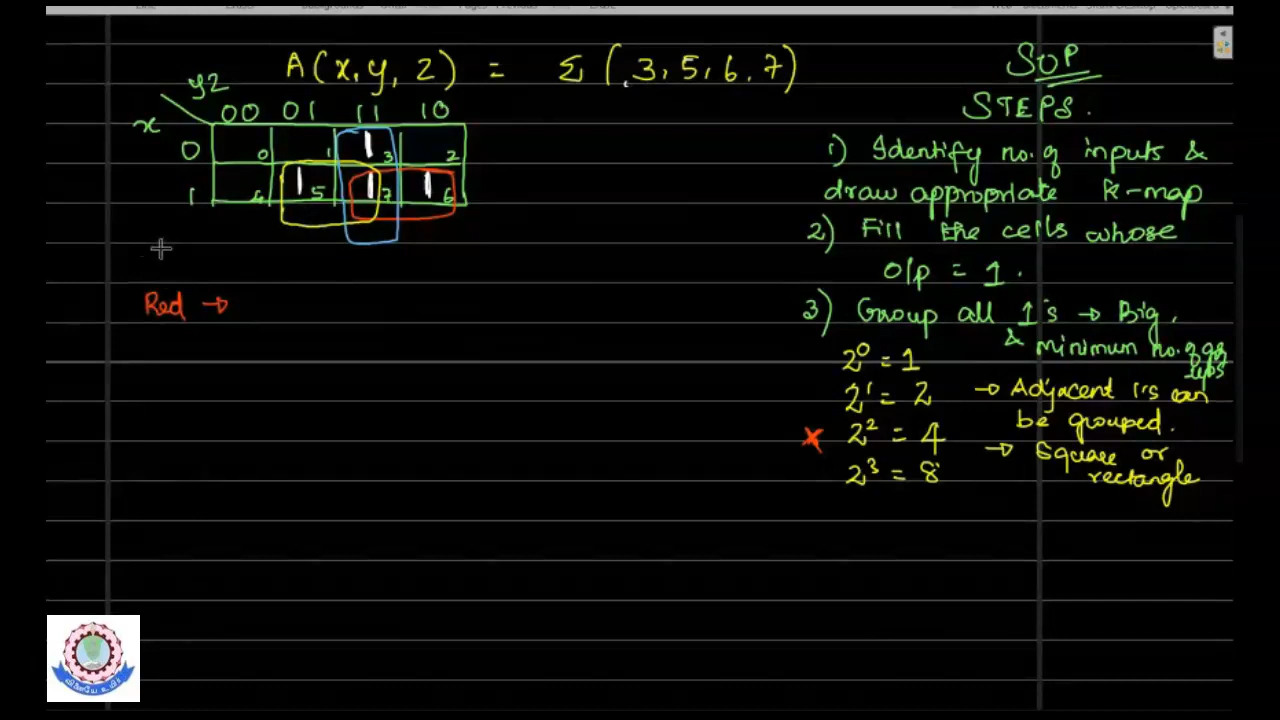 A(x,y,z) = Σ(3,5,6,7)
yz
x
00 01 11 10
0 0 1 1 3 2
1 4 1 5 1 7 1 6
Red →
SOP
STEPS.
1) Identify no. of inputs &
draw appropriate k-map
2) Fill the cells whose
o/p = 1.
3) Group all 1's → Big.
& minimum no. of
2⁰ = 1
2¹ = 2 → Adjacent 1's can
be grouped.
x 2² = 4
→ Square or
rectangle
2³ = 8